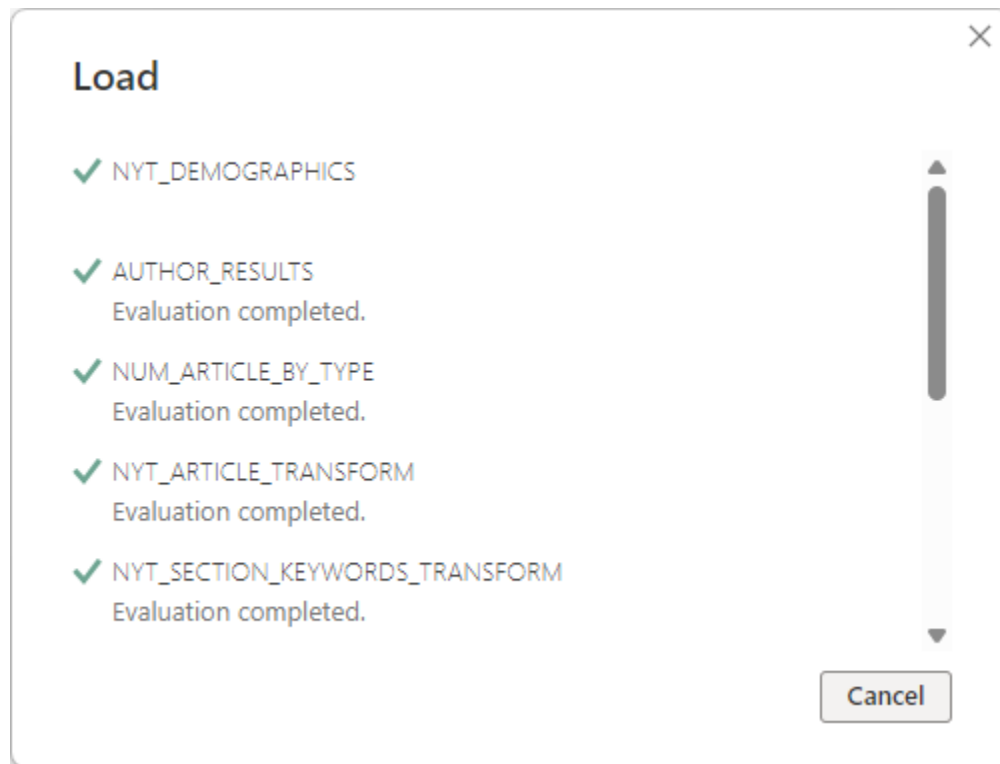 Load
NYT_DEMOGRAPHICS
AUTHOR_RESULTS
Evaluation completed.
NUM_ARTICLE_BY_TYPE
Evaluation completed.
NYT_ARTICLE_TRANSFORM
Evaluation completed.
NYT_SECTION_KEYWORDS_TRANSFORM
Evaluation completed.
Cancel